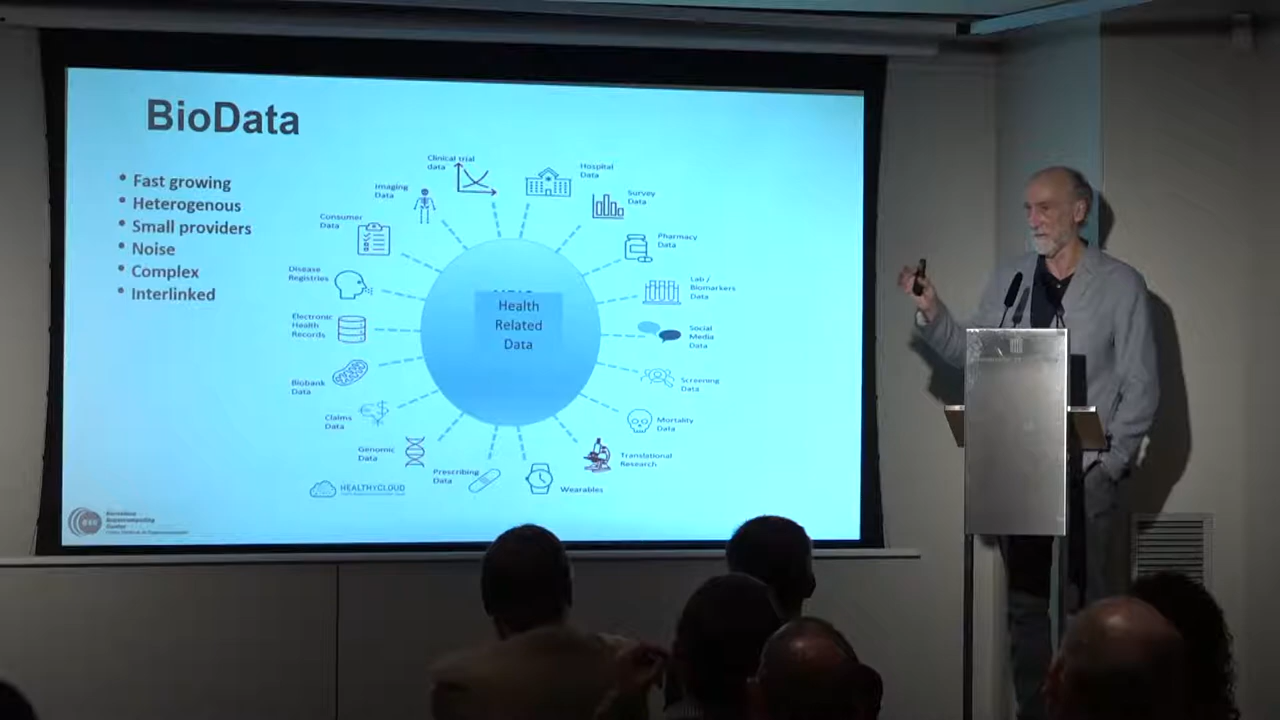 BioData
• Fast growing
• Heterogenous
• Small providers
• Noise
• Complex
• Interlinked
Clinical trial
data
Hospital
Data
Imaging
Data
Survey
Data
Consumer
Data
Pharmacy
Data
Disease
Registries
Lab /
Biomarkers
Data
Health
Related
Data
Electronic
Health
Records
Social
Media
Data
Biobank
Data
Screening
Data
Claims
Data
Mortality
Data
Genomic
Data
Translational
Research
Prescribing
Data
Wearables
HEALTHYCLOUD
Barcelona
Supercomputing
Center